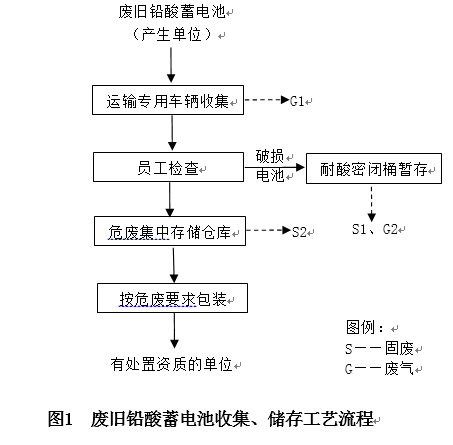 废旧铅酸蓄电池
（产生单位）
运输专用车辆收集
G1
员工检查
破损
电池
耐酸密闭桶暂存
S1、G2
危废集中存储仓库
S2
按危废要求包装
有处置资质的单位
图例：
S——固废
G——废气
图1 废旧铅酸蓄电池收集、储存工艺流程